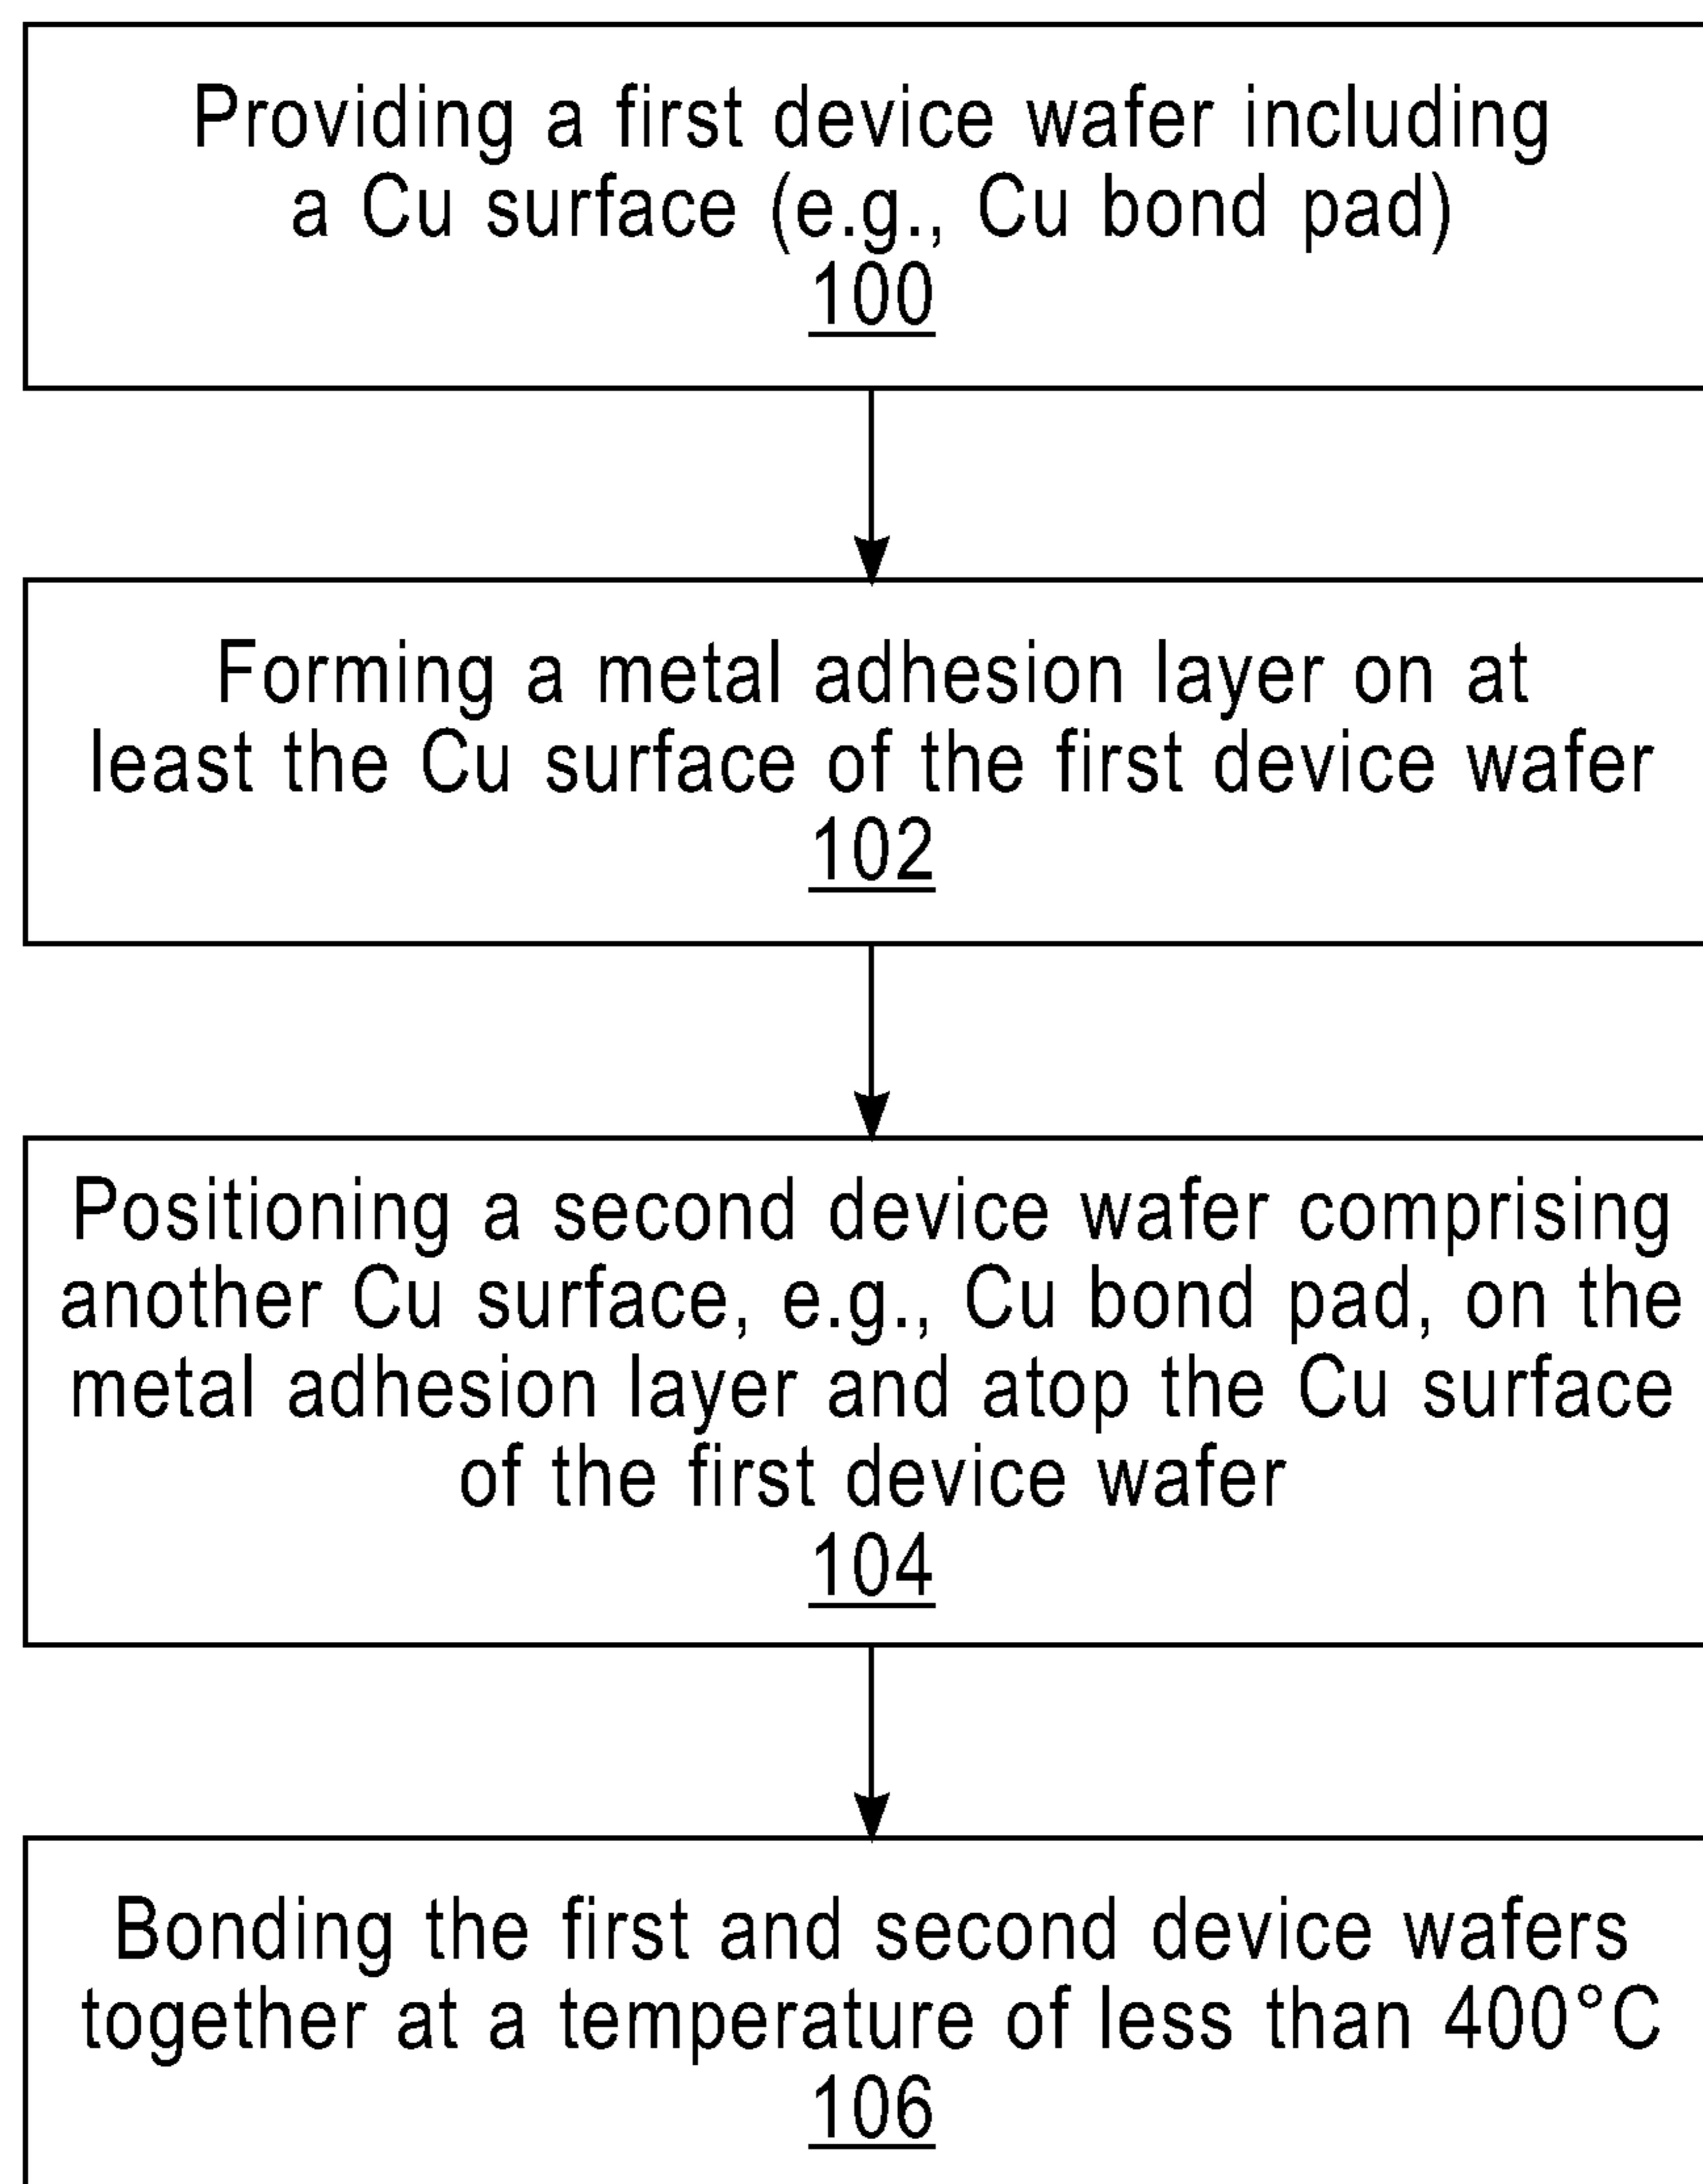 Providing a first device wafer including
a Cu surface (e.g., Cu bond pad)
100
Forming a metal adhesion layer on at
least the Cu surface of the first device wafer
102
Positioning a second device wafer comprising
another Cu surface, e.g., Cu bond pad, on the
metal adhesion layer and atop the Cu surface
of the first device wafer
104
Bonding the first and second device wafers
together at a temperature of less than 400°C
106